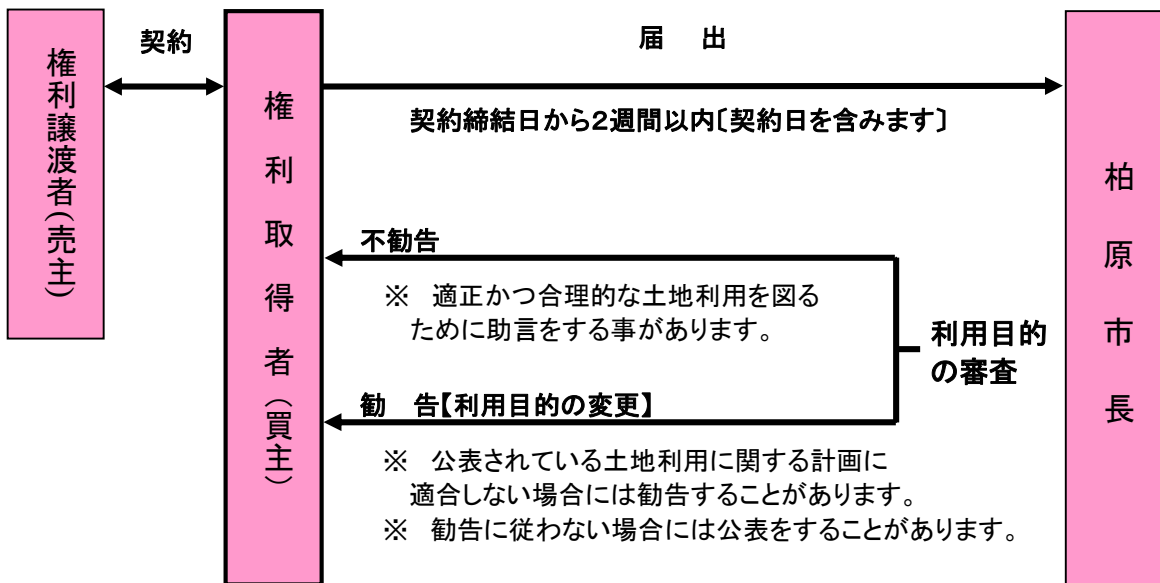 権利譲渡者(売主)
契約
権利取得者(買主)
届 出
契約締結日から2週間以内〔契約日を含みます〕
柏原市長
不勧告
※ 適正かつ合理的な土地利用を図る
ために助言をする事があります。
利用目的
の審査
勧 告【利用目的の変更】
※ 公表されている土地利用に関する計画に
適合しない場合には勧告することがあります。
※ 勧告に従わない場合には公表をすることがあります。